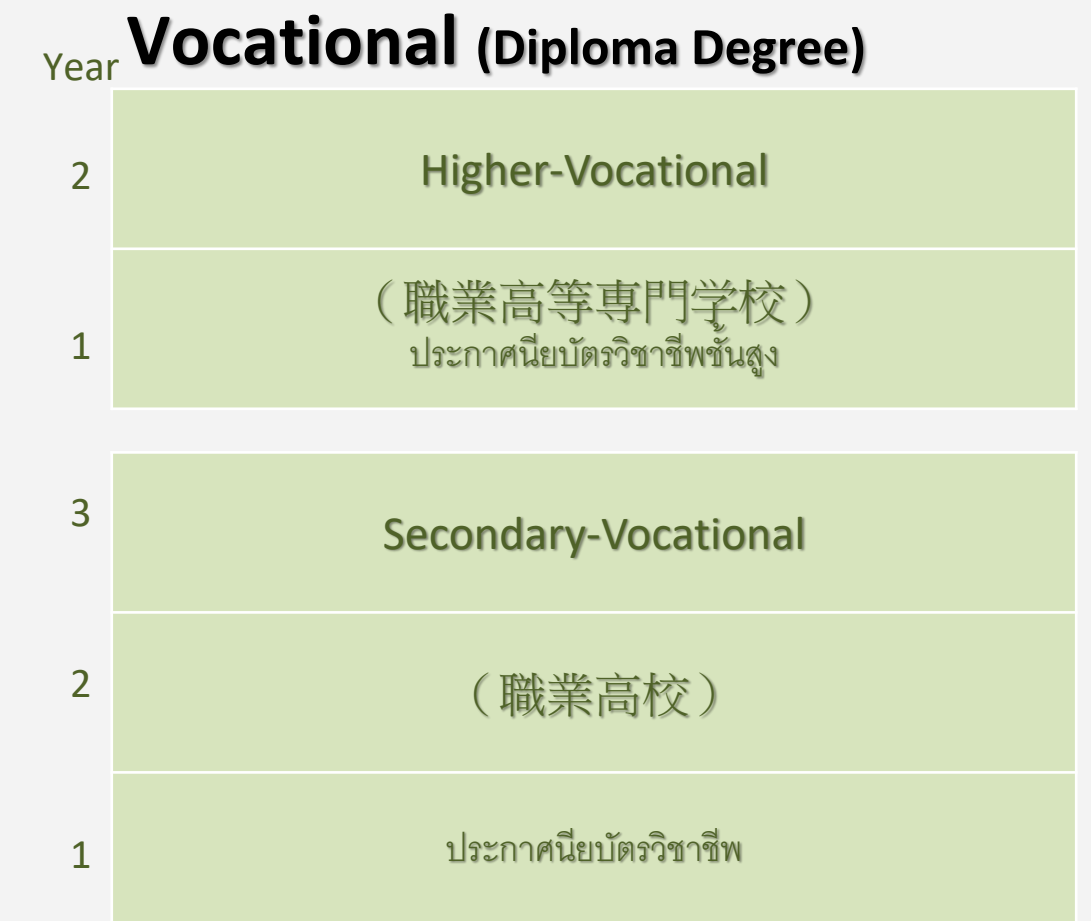 Vocational (Diploma Degree)
Year
2
Higher-Vocational
1
（職業高等専門学校）
ประกาศนียบัตรวิชาชีพชั้นสูง
3
Secondary-Vocational
2
（職業高校）
1
ประกาศนียบัตรวิชาชีพ